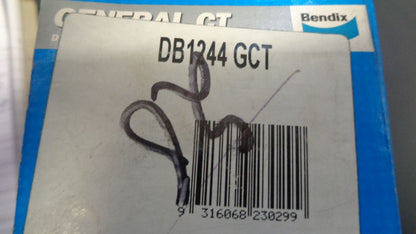 GENERAL CT
Bendix
DB1244 GCT
9 316068 230299